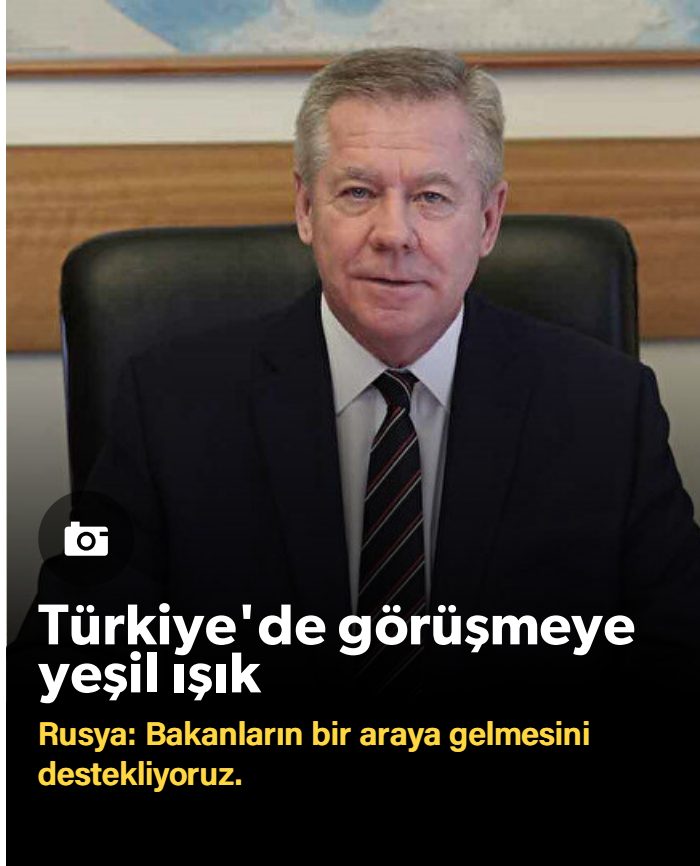 Türkiye'de görüşmeye
yeşil ışık
Rusya: Bakanların bir araya gelmesini
destekliyoruz.